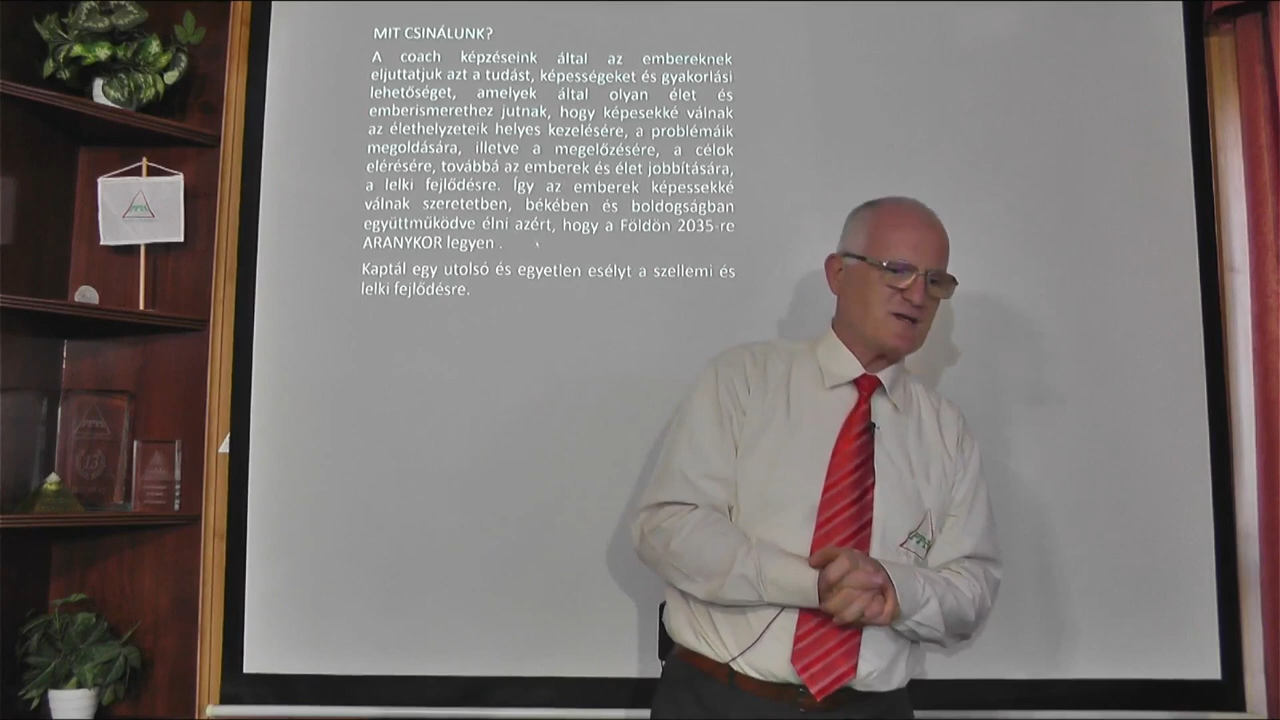 MIT CSINÁLUNK?
A coach képzéseink által az embereknek
eljuttatjuk azt a tudást, képességeket és gyakorlási
lehetőséget, amelyek által olyan élet és
emberismerethez jutnak, hogy képesekké válnak
az élethelyzeteik helyes kezelésére, a problémáik
megoldására, illetve a megelőzésére, a célok
elérésére, továbbá az emberek és élet jobbítására,
a lelki fejlődésre. Így az emberek képessekké
válnak szeretetben, békében és boldogságban
együttműködve élni azért, hogy a Földön 2035-re
ARANYKOR legyen .
Kaptál egy utolsó és egyetlen esélyt a szellemi és
lelki fejlődésre.
13